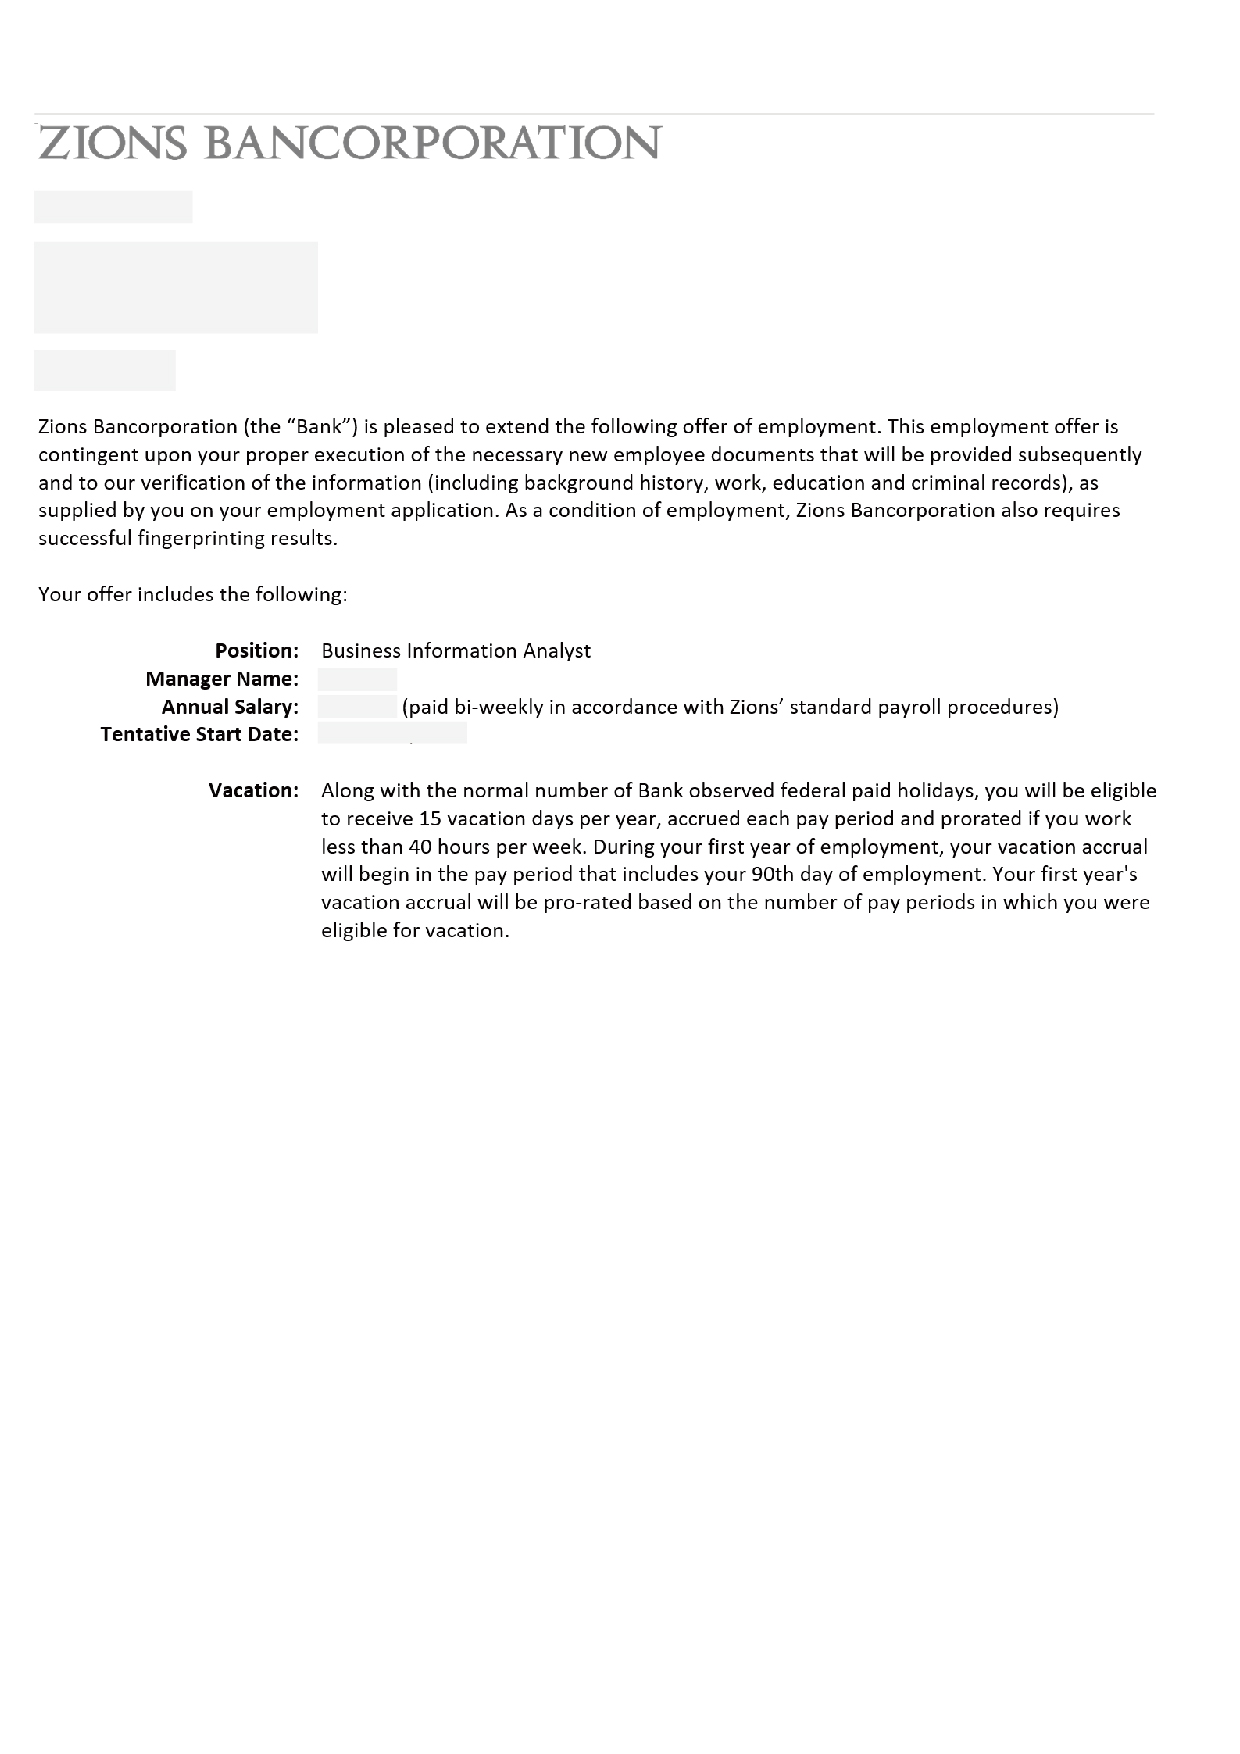 ZIONS BANCORPORATION
Zions Bancorporation (the “Bank”) is pleased to extend the following offer of employment. This employment offer is
contingent upon your proper execution of the necessary new employee documents that will be provided subsequently
and to our verification of the information (including background history, work, education and criminal records), as
supplied by you on your employment application. As a condition of employment, Zions Bancorporation also requires
successful fingerprinting results.
Your offer includes the following:
Position: Business Information Analyst
Manager Name:
Annual Salary: (paid bi-weekly in accordance with Zions’ standard payroll procedures)
Tentative Start Date:
Vacation: Along with the normal number of Bank observed federal paid holidays, you will be eligible
to receive 15 vacation days per year, accrued each pay period and prorated if you work
less than 40 hours per week. During your first year of employment, your vacation accrual
will begin in the pay period that includes your 90th day of employment. Your first year's
vacation accrual will be pro-rated based on the number of pay periods in which you were
eligible for vacation.